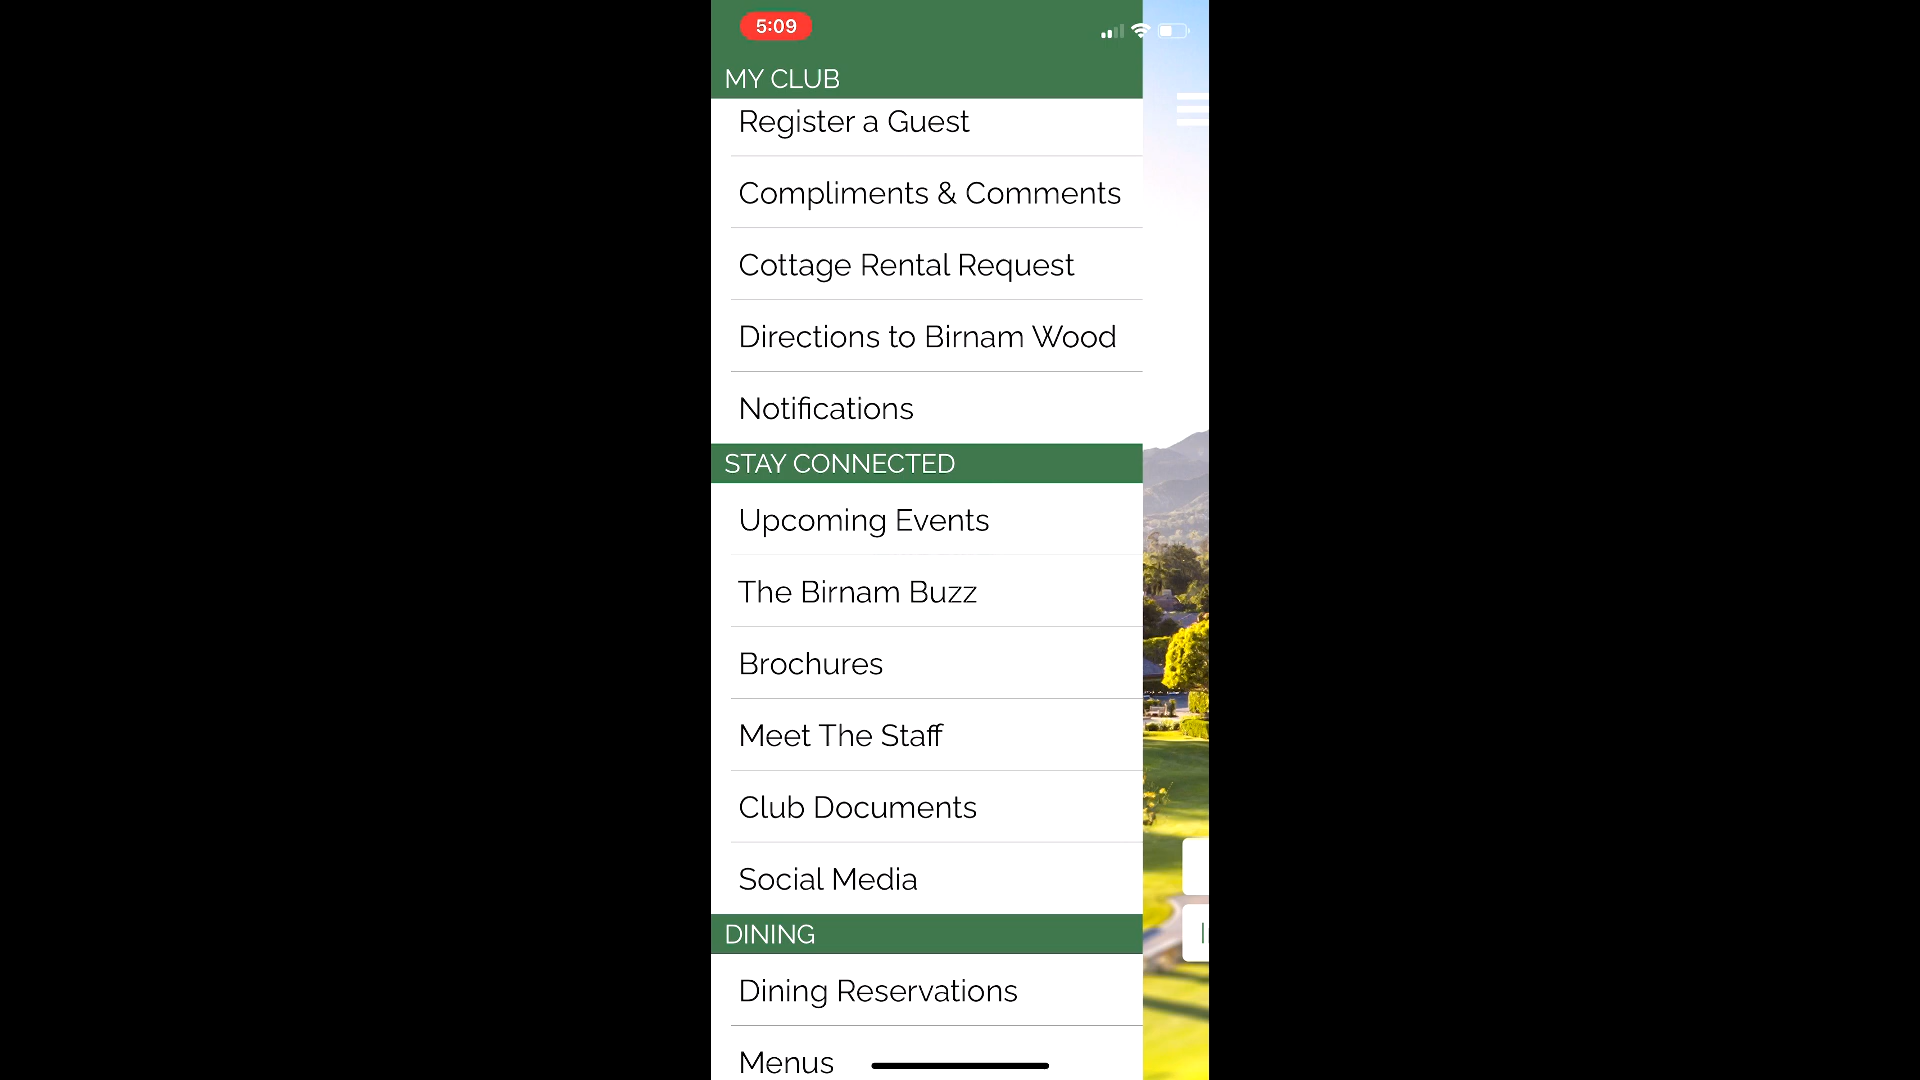 5:09
MY CLUB
Register a Guest
Compliments & Comments
Cottage Rental Request
Directions to Birnam Wood
Notifications
STAY CONNECTED
Upcoming Events
The Birnam Buzz
Brochures
Meet The Staff
Club Documents
Social Media
DINING
Dining Reservations
Menus